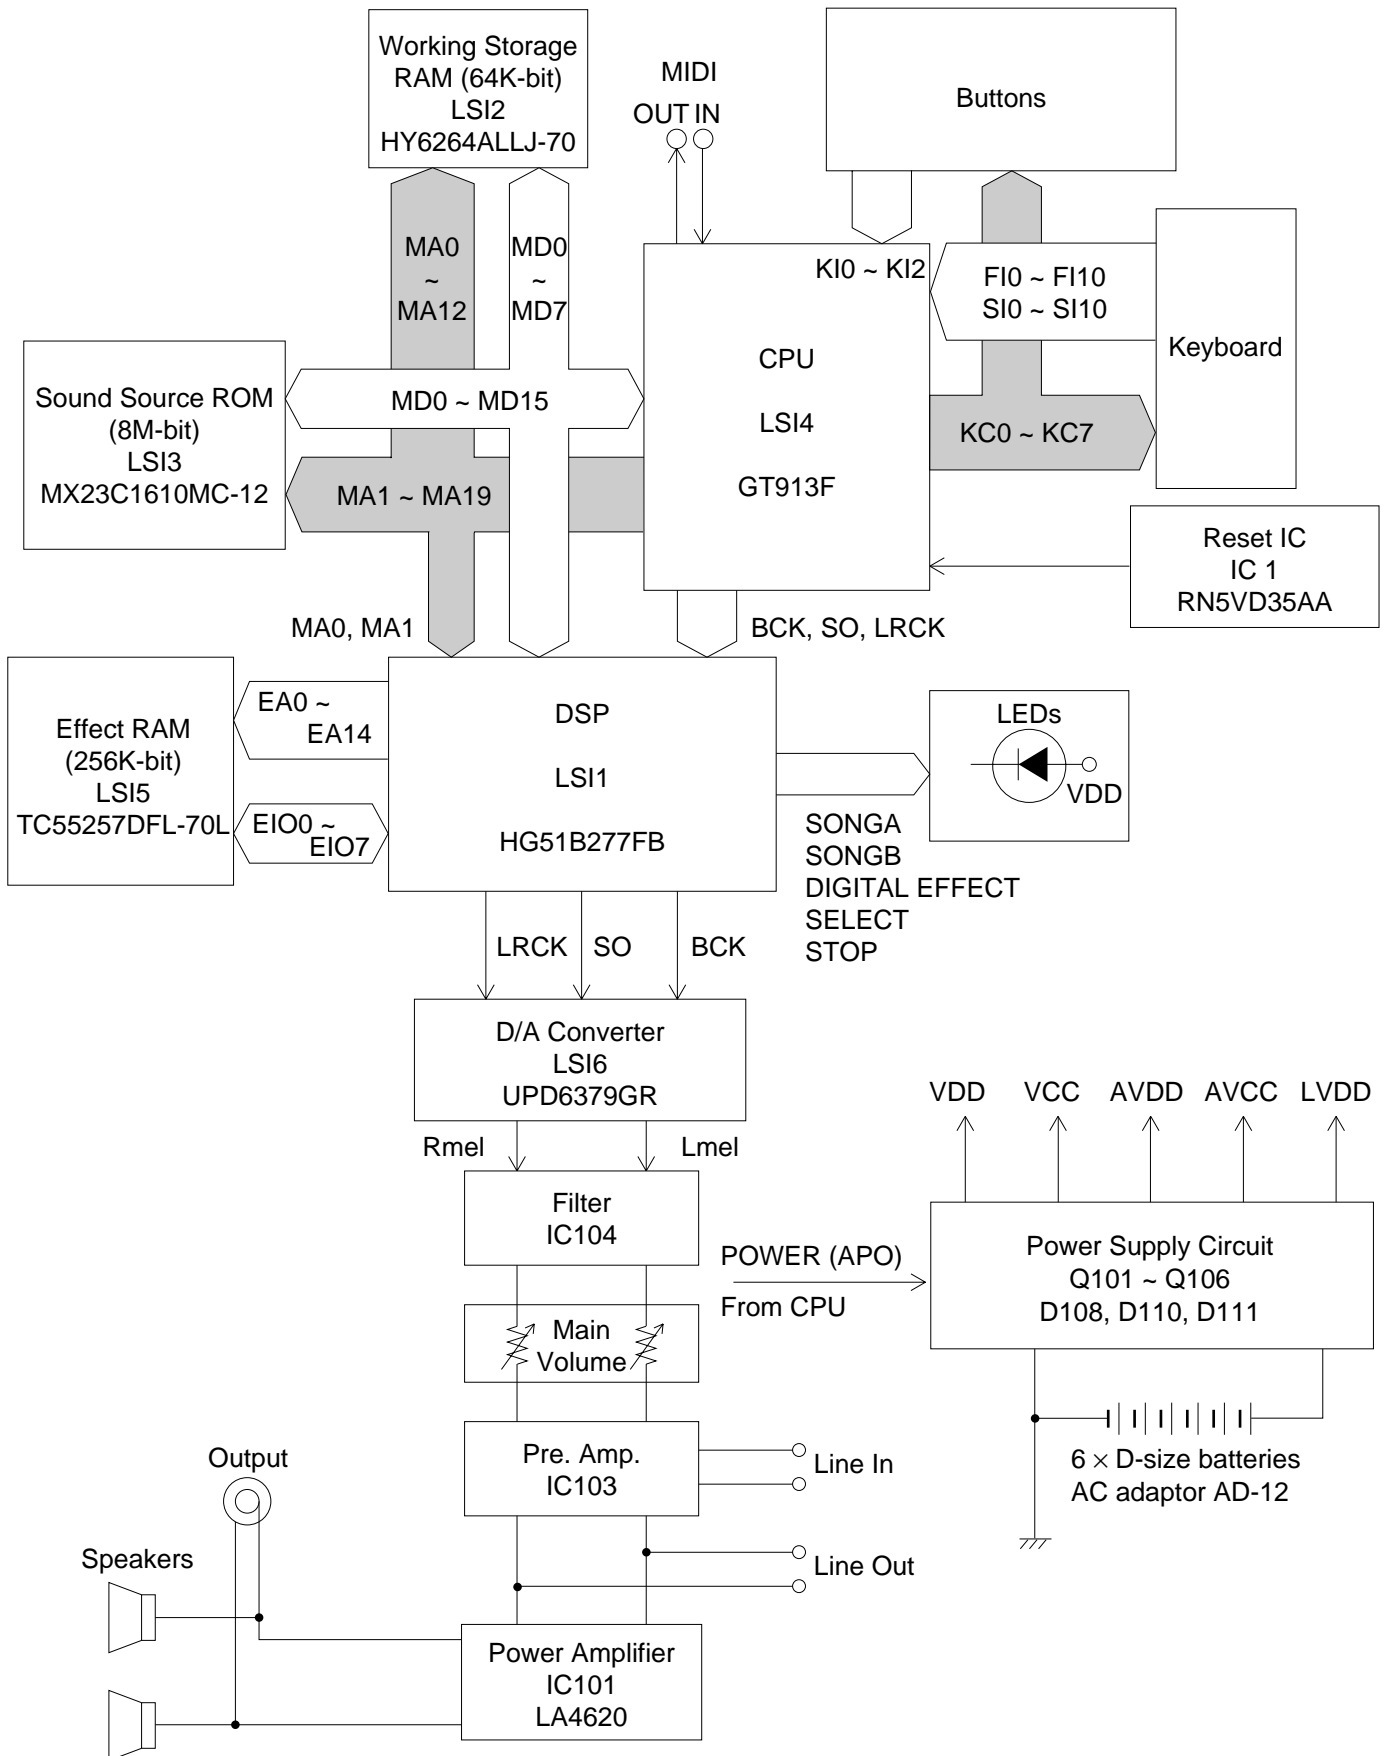 Working Storage
RAM (64K-bit)
LSI2
HY6264ALLJ-70
MIDI
OUT IN
Buttons
MA0
~
MA12
MD0
~
MD7
KI0 ~ KI2
FI0 ~ FI10
SI0 ~ SI10
Keyboard
CPU
LSI4
GT913F
Sound Source ROM
(8M-bit)
LSI3
MX23C1610MC-12
MD0 ~ MD15
KC0 ~ KC7
MA1 ~ MA19
Reset IC
IC 1
RN5VD35AA
MA0, MA1
BCK, SO, LRCK
Effect RAM
(256K-bit)
LSI5
TC55257DFL-70L
EA0 ~
EA14
EIO0 ~
EIO7
DSP
LSI1
HG51B277FB
LEDs
VDD
SONGA
SONGB
DIGITAL EFFECT
SELECT
STOP
LRCK
SO
BCK
D/A Converter
LSI6
UPD6379GR
Rmel
Lmel
Filter
IC104
VDD
VCC
AVDD
AVCC
LVDD
POWER (APO)
From CPU
Power Supply Circuit
Q101 ~ Q106
D108, D110, D111
Main
Volume
Pre. Amp.
IC103
Line In
6 × D-size batteries
AC adaptor AD-12
Output
Line Out
Speakers
Power Amplifier
IC101
LA4620